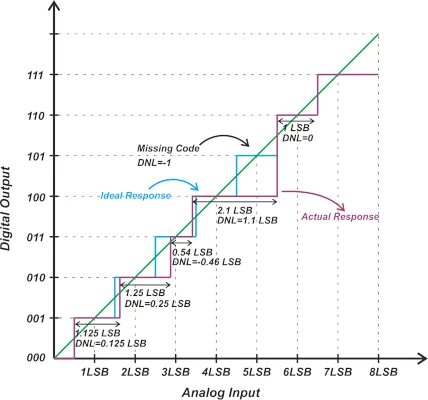 Digital Output
111
110
101
100
011
010
001
000
Missing Code
DNL=-1
1 LSB
DNL=0
Ideal Response
Actual Response
2.1 LSB
DNL=1.1 LSB
0.54 LSB
DNL=-0.46 LSB
1.25 LSB
DNL=0.25 LSB
1.125 LSB
DNL=0.125 LSB
1LSB 2LSB 3LSB 4LSB 5LSB 6LSB 7LSB 8LSB
Analog Input